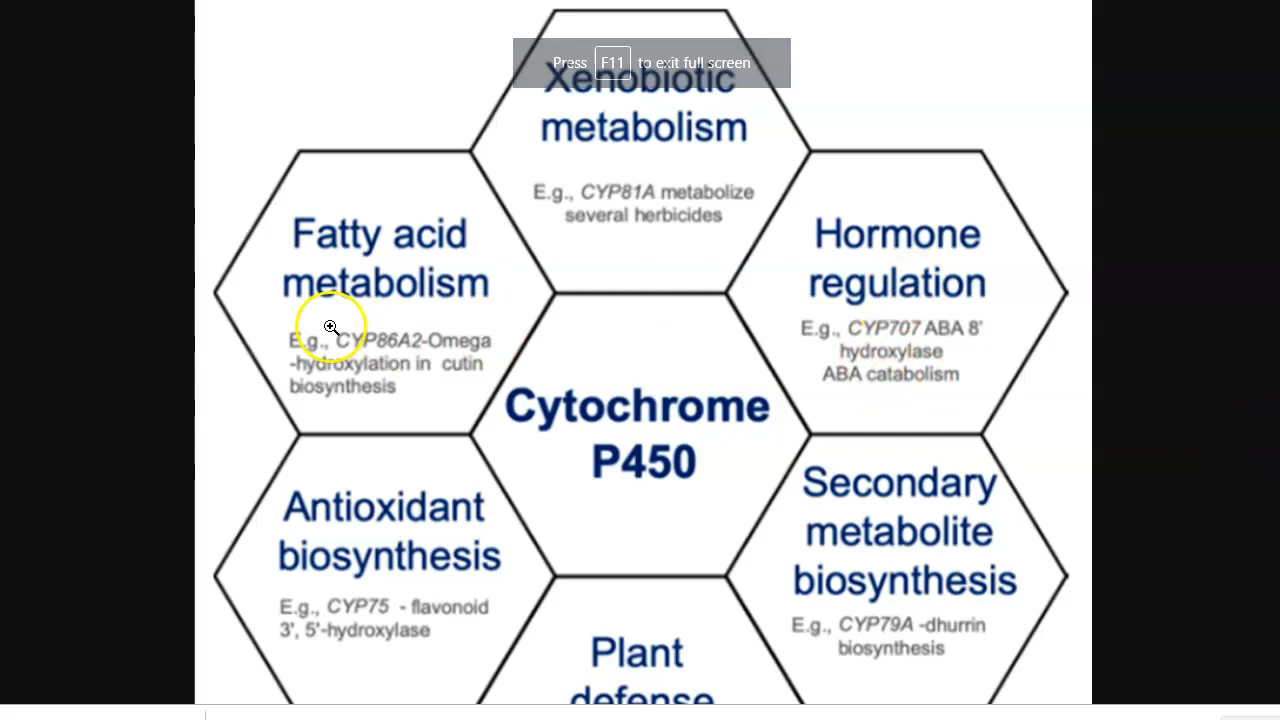 Press F11 to exit full screen
Xenobiotic
metabolism
E.g., CYP81A metabolize
several herbicides
Fatty acid
metabolism
E.g., CYP86A2-Omega
-hydroxylation in cutin
biosynthesis
Hormone
regulation
E.g., CYP707 ABA 8'
hydroxylase
ABA catabolism
Cytochrome
P450
Antioxidant
biosynthesis
E.g., CYP75 - flavonoid
3', 5'-hydroxylase
Secondary
metabolite
biosynthesis
E.g., CYP79A -dhurrin
biosynthesis
Plant
defense